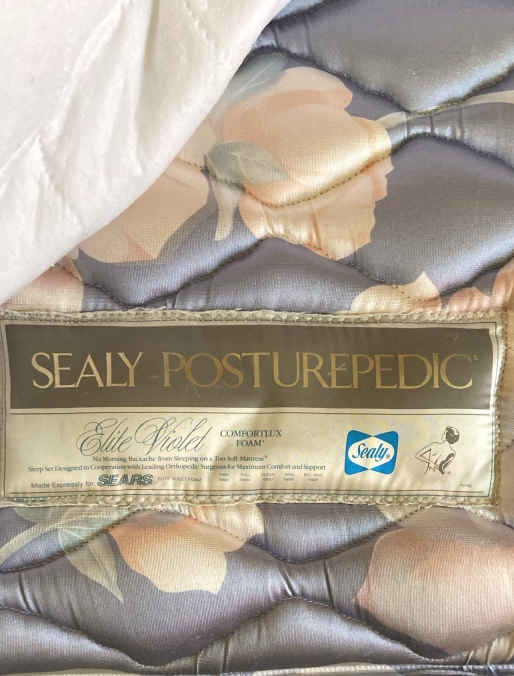 SEALY POSTUREPEDIC
Elite Violet
COMFORTLUX
FOAM
No Morning Backache from Sleeping on a Too Soft Mattress
Sleep Set Designed in Cooperation with Leading Orthopedic Surgeons for Maximum Comfort and Support
Made Expressly for SEARS
Sealy